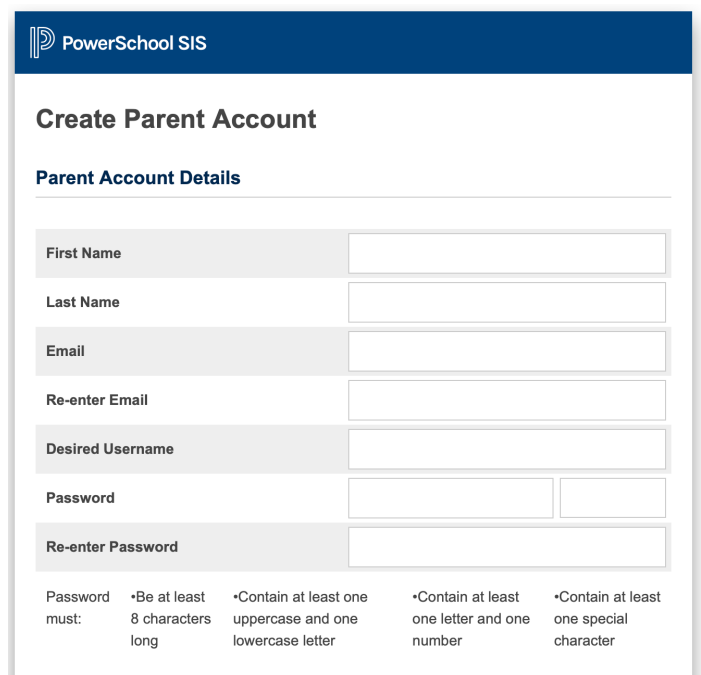 PowerSchool SIS
Create Parent Account
Parent Account Details
First Name
Last Name
Email
Re-enter Email
Desired Username
Password
Re-enter Password
Password must:
•Be at least 8 characters long
•Contain at least one uppercase and one lowercase letter
•Contain at least one letter and one number
•Contain at least one special character